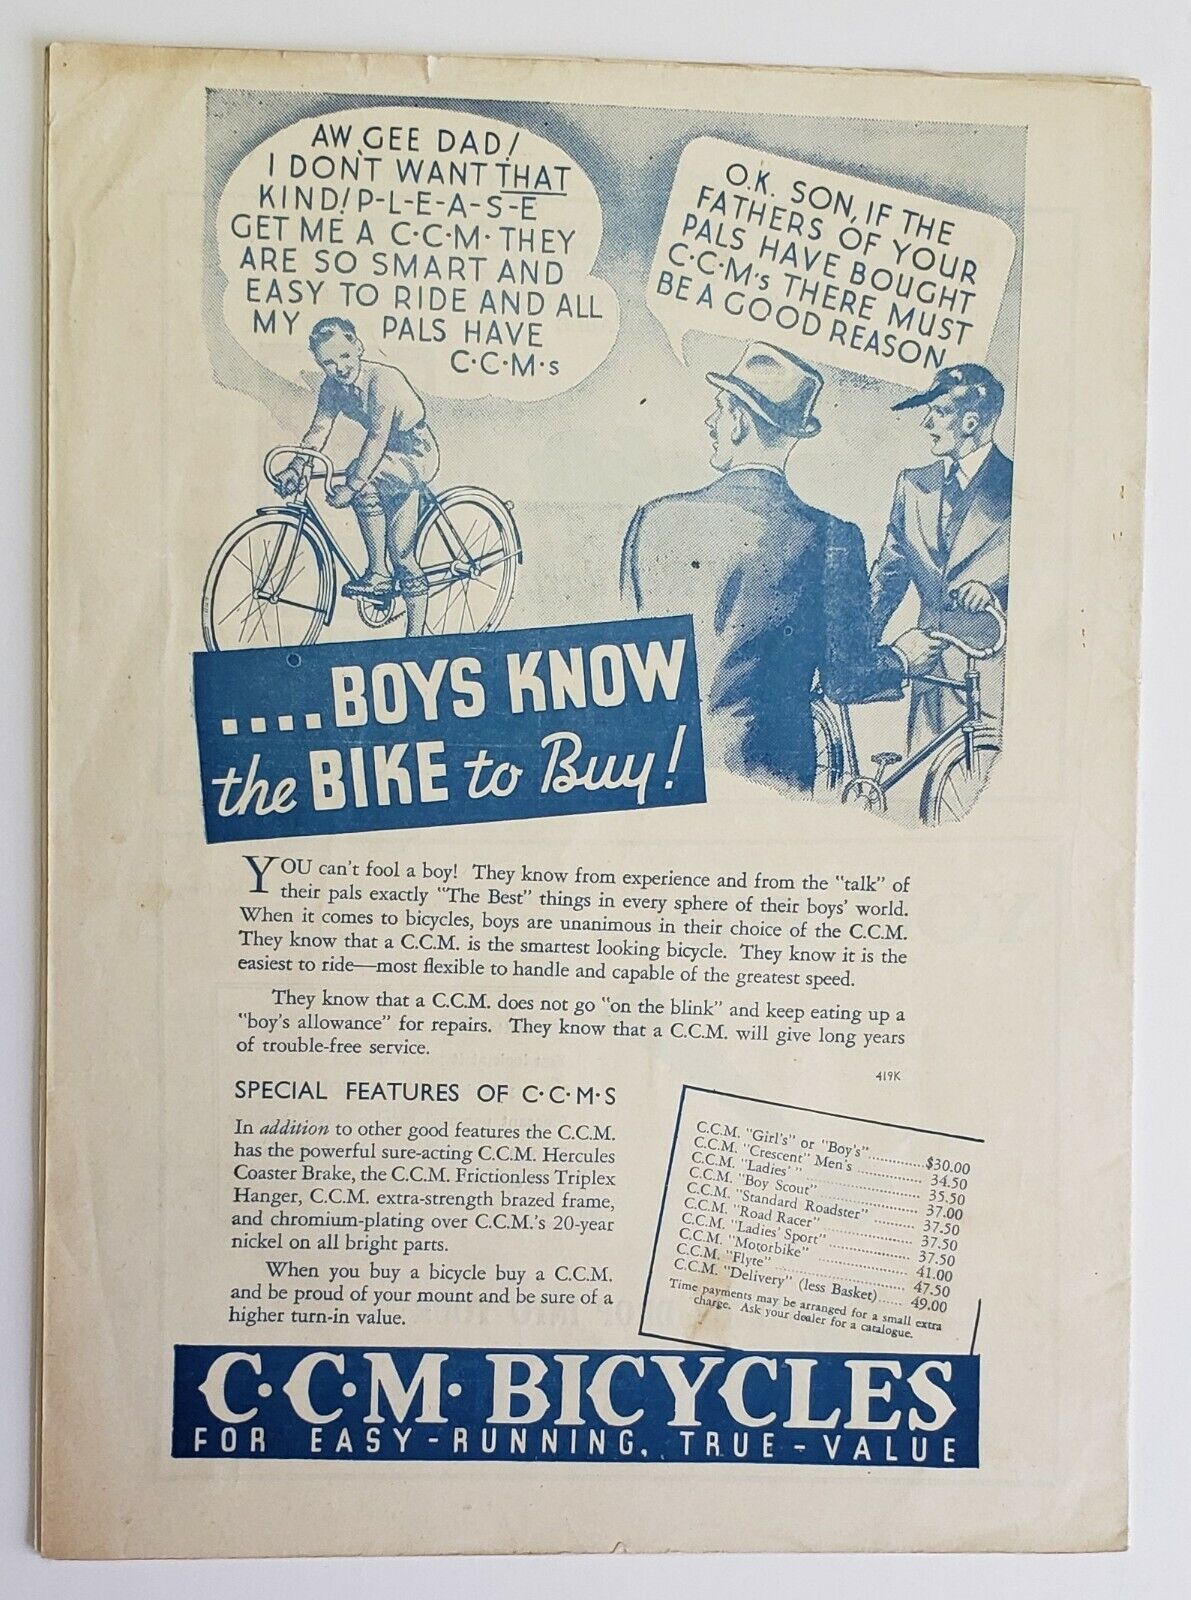 AW, GEE DAD!
I DON'T WANT THAT
KIND! P-L-E-A-S-E
GET ME A C·C·M· THEY
ARE SO SMART AND
EASY TO RIDE AND ALL
MY PALS HAVE
C·C·M·s
O.K. SON, IF THE
FATHERS OF YOUR
PALS HAVE BOUGHT
C·C·M's THERE MUST
BE A GOOD REASON
....BOYS KNOW
the BIKE to Buy!
YOU can't fool a boy! They know from experience and from the "talk" of
their pals exactly "The Best" things in every sphere of their boys' world.
When it comes to bicycles, boys are unanimous in their choice of the C.C.M.
They know that a C.C.M. is the smartest looking bicycle. They know it is the
easiest to ride—most flexible to handle and capable of the greatest speed.
They know that a C.C.M. does not go "on the blink" and keep eating up a
"boy's allowance" for repairs. They know that a C.C.M. will give long years
of trouble-free service.
419K
SPECIAL FEATURES OF C·C·M·S
In addition to other good features the C.C.M.
has the powerful sure-acting C.C.M. Hercules
Coaster Brake, the C.C.M. Frictionless Triplex
Hanger, C.C.M. extra-strength brazed frame,
and chromium-plating over C.C.M.'s 20-year
nickel on all bright parts.
When you buy a bicycle buy a C.C.M.
and be proud of your mount and be sure of a
higher turn-in value.
C.C.M. "Girl's" or "Boy's"..............$30.00
C.C.M. "Crescent" Men's .............. 34.50
C.C.M. "Ladies' " .............. 35.50
C.C.M. "Boy Scout" .............. 37.00
C.C.M. "Standard Roadster" ......... 37.50
C.C.M. "Road Racer" .............. 37.50
C.C.M. "Ladies' Sport" .............. 37.50
C.C.M. "Motorbike" .............. 41.00
C.C.M. "Flyte" .............. 47.50
C.C.M. "Delivery" (less Basket)...... 49.00
Time payments may be arranged for a small extra
charge. Ask your dealer for a catalogue.
C·C·M· BICYCLES
FOR EASY-RUNNING, TRUE-VALUE